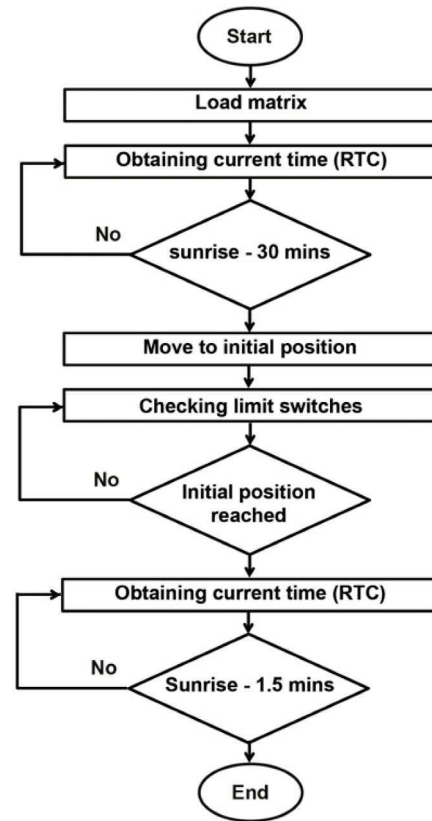 Start
Load matrix
Obtaining current time (RTC)
No
sunrise - 30 mins
Move to initial position
Checking limit switches
No
Initial position
reached
Obtaining current time (RTC)
No
Sunrise - 1.5 mins
End